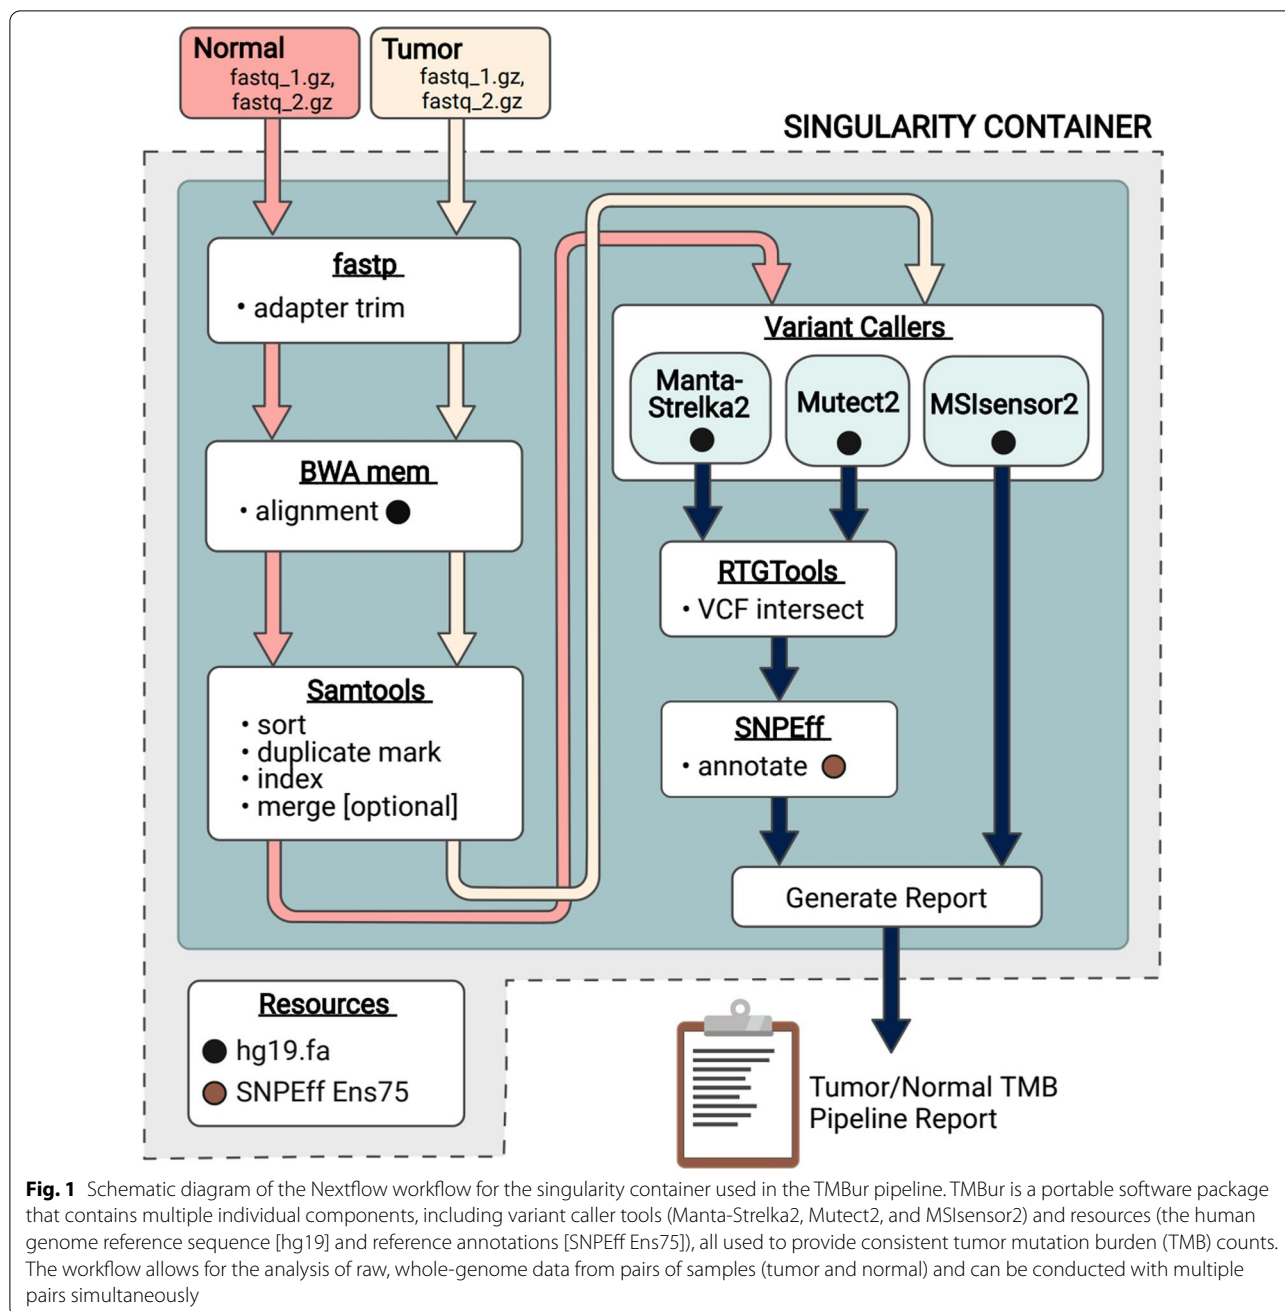 Normal
fastq_1.gz,
fastq_2.gz
Tumor
fastq_1.gz,
fastq_2.gz
SINGULARITY CONTAINER
fastp
• adapter trim
BWA mem
• alignment
Samtools
• sort
• duplicate mark
• index
• merge [optional]
Variant Callers
Manta-
Strelka2
Mutect2
MSIsensor2
RTGTools
• VCF intersect
SNPEff
• annotate
Generate Report
Resources
hg19.fa
SNPEff Ens75
Tumor/Normal TMB
Pipeline Report
Fig. 1 Schematic diagram of the Nextflow workflow for the singularity container used in the TMBur pipeline. TMBur is a portable software package
that contains multiple individual components, including variant caller tools (Manta-Strelka2, Mutect2, and MSIsensor2) and resources (the human
genome reference sequence [hg19] and reference annotations [SNPEff Ens75]), all used to provide consistent tumor mutation burden (TMB) counts.
The workflow allows for the analysis of raw, whole-genome data from pairs of samples (tumor and normal) and can be conducted with multiple
pairs simultaneously